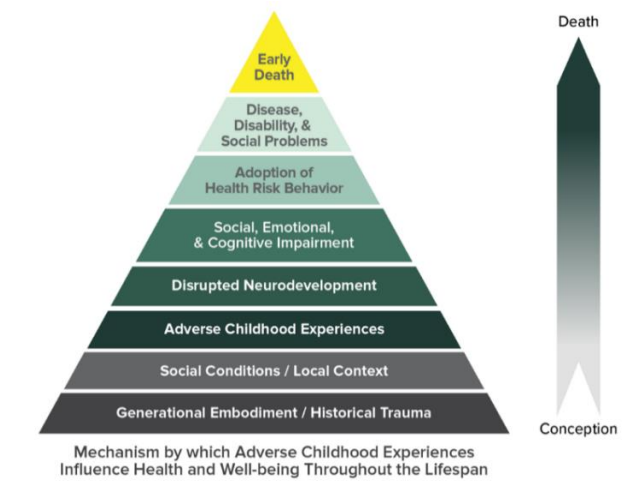 Death
Early
Death
Disease,
Disability, &
Social Problems
Adoption of
Health Risk Behavior
Social, Emotional,
& Cognitive Impairment
Disrupted Neurodevelopment
Adverse Childhood Experiences
Social Conditions / Local Context
Generational Embodiment / Historical Trauma
Conception
Mechanism by which Adverse Childhood Experiences
Influence Health and Well-being Throughout the Lifespan